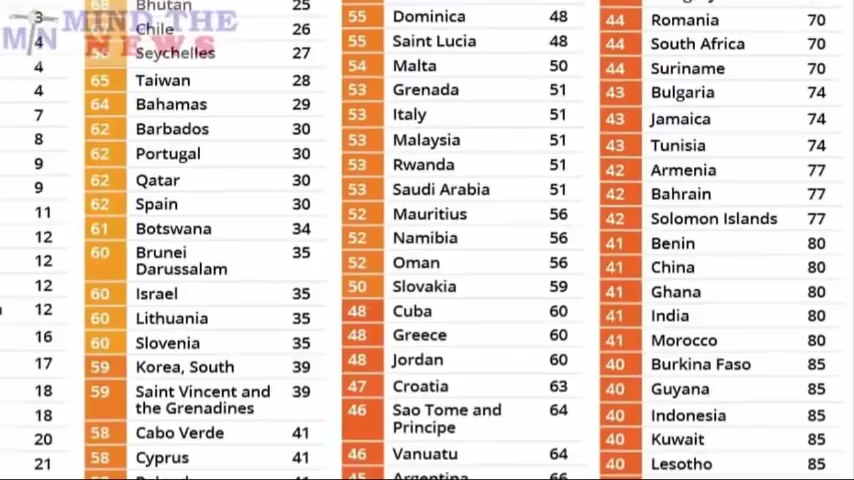 MIND THE
NEWS
3
4
4
4
7
8
9
9
11
12
12
12
12
16
17
18
18
20
21
68 Bhutan 25
Chile 26
Seychelles 27
65 Taiwan 28
64 Bahamas 29
62 Barbados 30
62 Portugal 30
62 Qatar 30
62 Spain 30
61 Botswana 34
60 Brunei 35
Darussalam
60 Israel 35
60 Lithuania 35
60 Slovenia 35
59 Korea, South 39
59 Saint Vincent and 39
the Grenadines
58 Cabo Verde 41
58 Cyprus 41
55 Dominica 48
55 Saint Lucia 48
54 Malta 50
53 Grenada 51
53 Italy 51
53 Malaysia 51
53 Rwanda 51
53 Saudi Arabia 51
52 Mauritius 56
52 Namibia 56
52 Oman 56
50 Slovakia 59
48 Cuba 60
48 Greece 60
48 Jordan 60
47 Croatia 63
46 Sao Tome and 64
Principe
46 Vanuatu 64
45 Argentina 66
44 Romania 70
44 South Africa 70
44 Suriname 70
43 Bulgaria 74
43 Jamaica 74
43 Tunisia 74
42 Armenia 77
42 Bahrain 77
42 Solomon Islands 77
41 Benin 80
41 China 80
41 Ghana 80
41 India 80
41 Morocco 80
40 Burkina Faso 85
40 Guyana 85
40 Indonesia 85
40 Kuwait 85
40 Lesotho 85